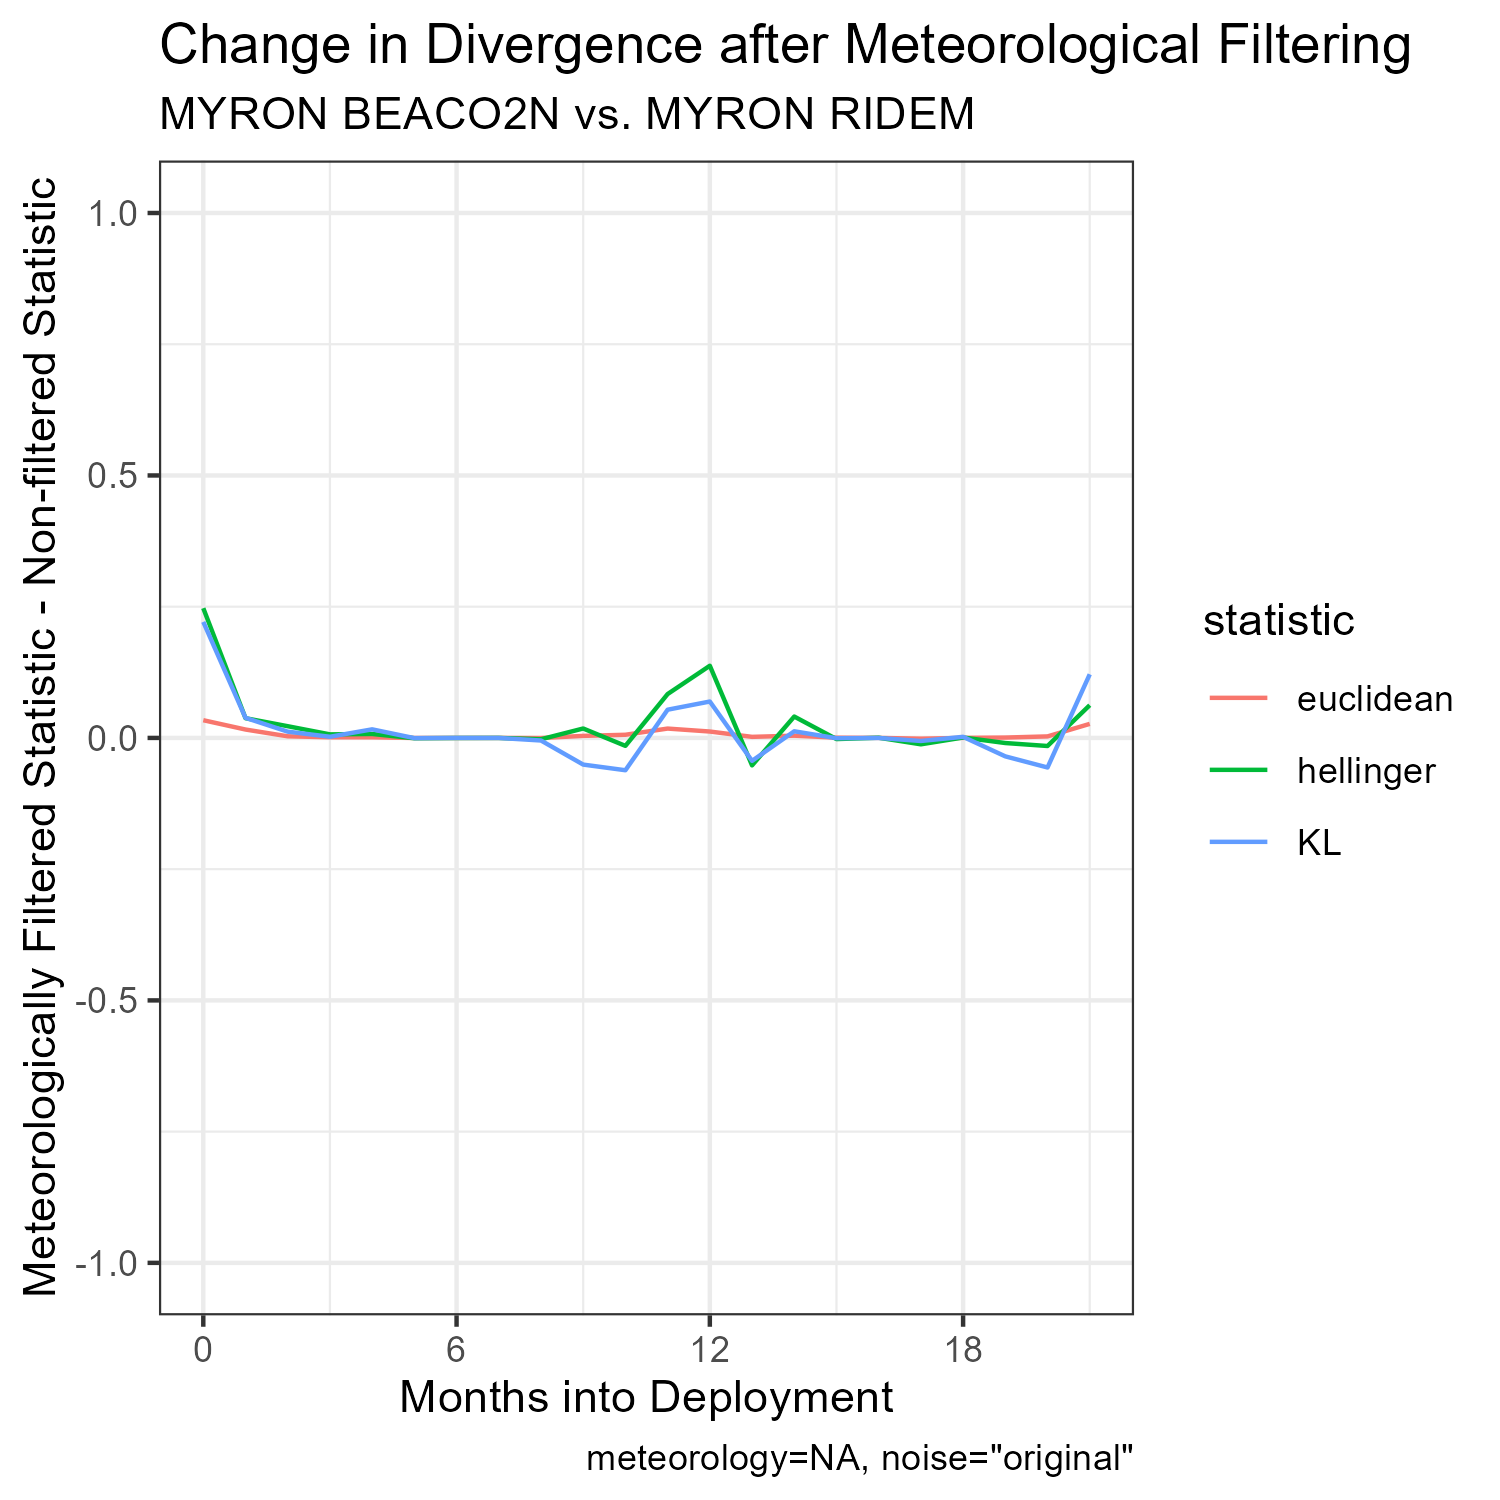 Change in Divergence after Meteorological Filtering
MYRON BEACO2N vs. MYRON RIDEM
Meteorologically Filtered Statistic - Non-filtered Statistic
1.0
0.5
0.0
-0.5
-1.0
0
6
12
18
Months into Deployment
meteorology=NA, noise="original"
statistic
euclidean
hellinger
KL